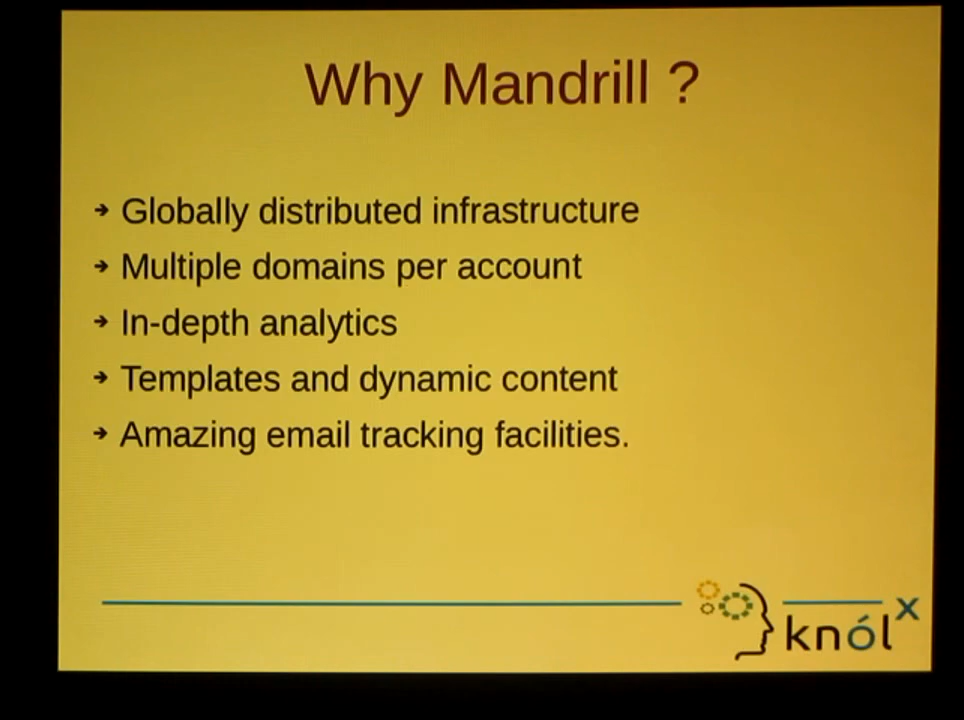 Why Mandrill ?
➔ Globally distributed infrastructure
➔ Multiple domains per account
➔ In-depth analytics
➔ Templates and dynamic content
➔ Amazing email tracking facilities.
knól x